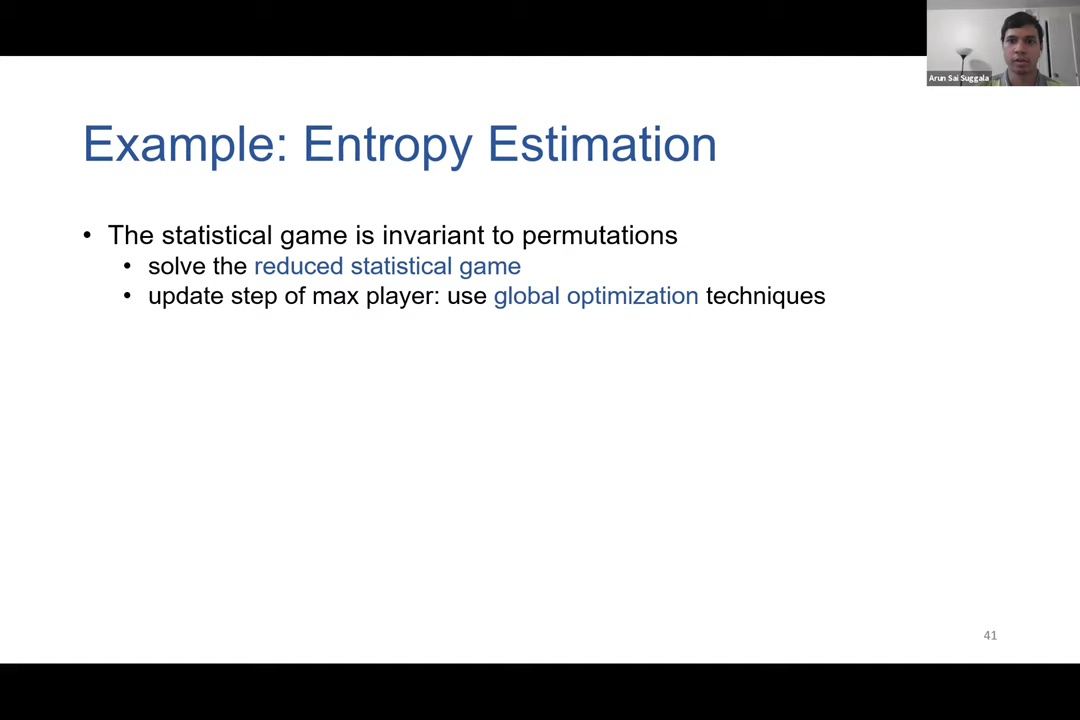 Arun Sai Suggala
Example: Entropy Estimation
• The statistical game is invariant to permutations
• solve the reduced statistical game
• update step of max player: use global optimization techniques
41